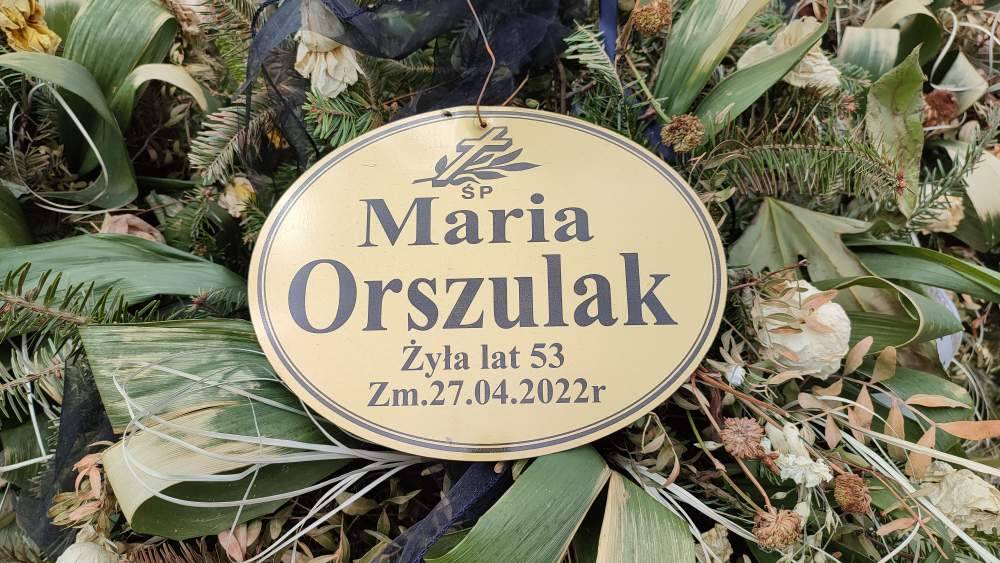 ŚP
Maria
Orszulak
Żyła lat 53
Zm.27.04.2022r